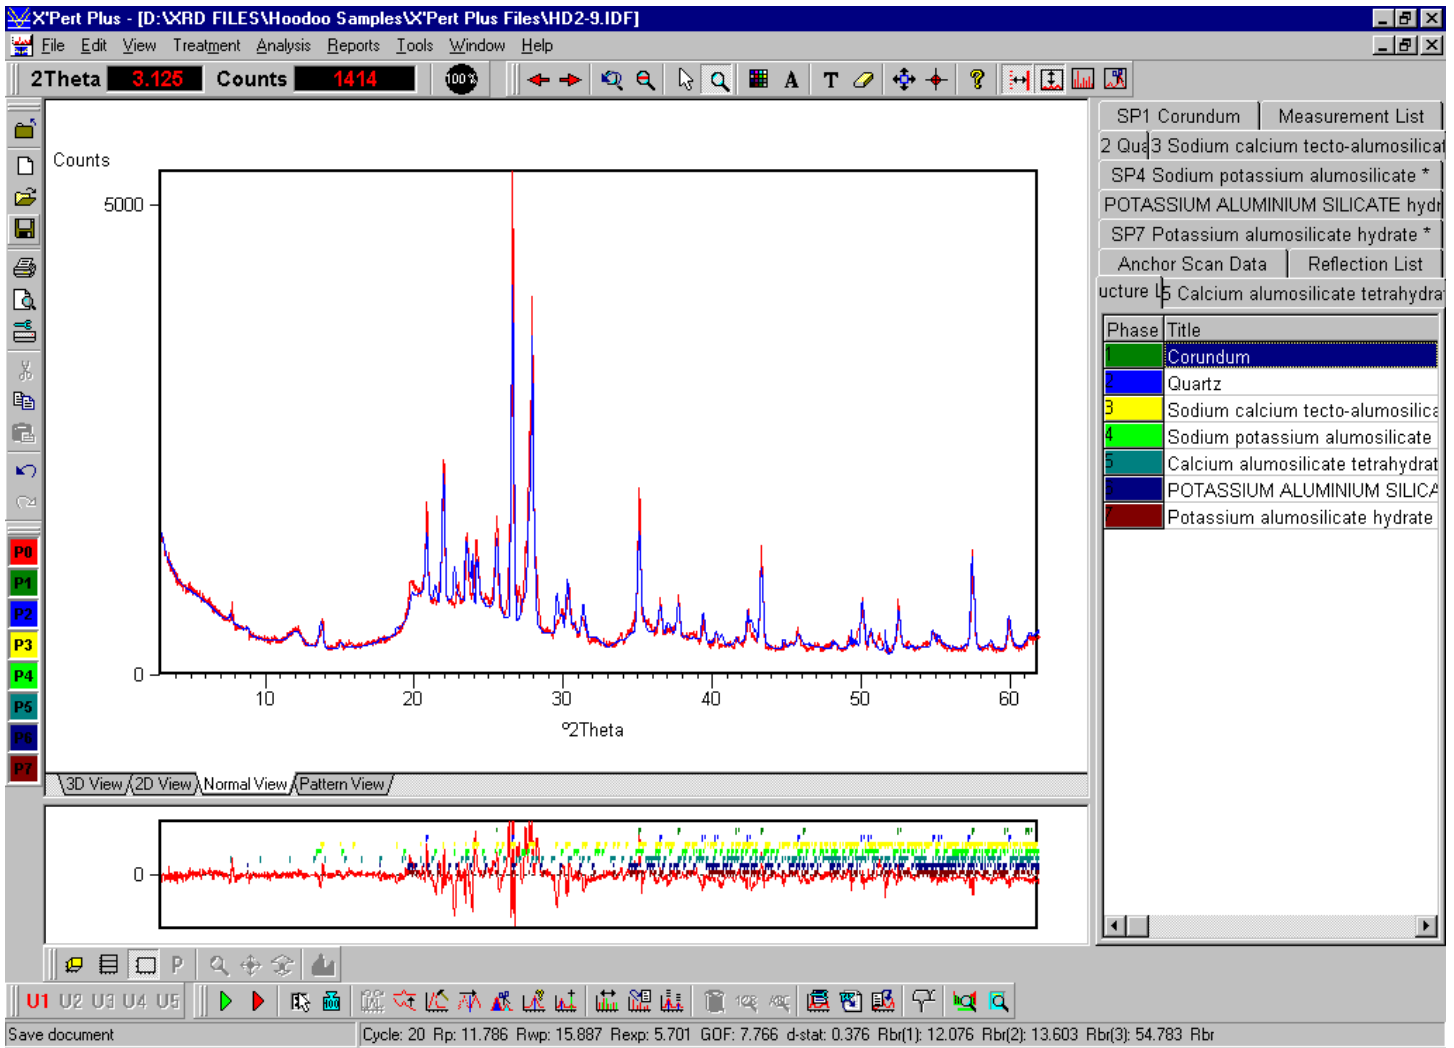 X'Pert Plus - [D:\XRD FILES\Hoodoo Samples\X'Pert Plus Files\HD2-9.IDF]
File Edit View Treatment Analysis Reports Tools Window Help
2Theta 3.125 Counts 1414 100% A T ?
SP1 Corundum Measurement List
2 Qua 3 Sodium calcium tecto-alumosilicat
SP4 Sodium potassium alumosilicate *
POTASSIUM ALUMINIUM SILICATE hydr
SP7 Potassium alumosilicate hydrate *
Anchor Scan Data Reflection List
ucture L 5 Calcium alumosilicate tetrahydrat
Phase Title
1 Corundum
2 Quartz
3 Sodium calcium tecto-alumosilica
4 Sodium potassium alumosilicate
5 Calcium alumosilicate tetrahydrat
6 POTASSIUM ALUMINIUM SILICA
7 Potassium alumosilicate hydrate
P0
P1
P2
P3
P4
P5
P6
P7
Counts
5000
0
10 20 30 40 50 60
º2Theta
3D View 2D View Normal View Pattern View
0
P
U1 U2 U3 U4 U5
Save document Cycle: 20 Rp: 11.786 Rwp: 15.887 Rexp: 5.701 GOF: 7.766 d-stat: 0.376 Rbr(1): 12.076 Rbr(2): 13.603 Rbr(3): 54.783 Rbr